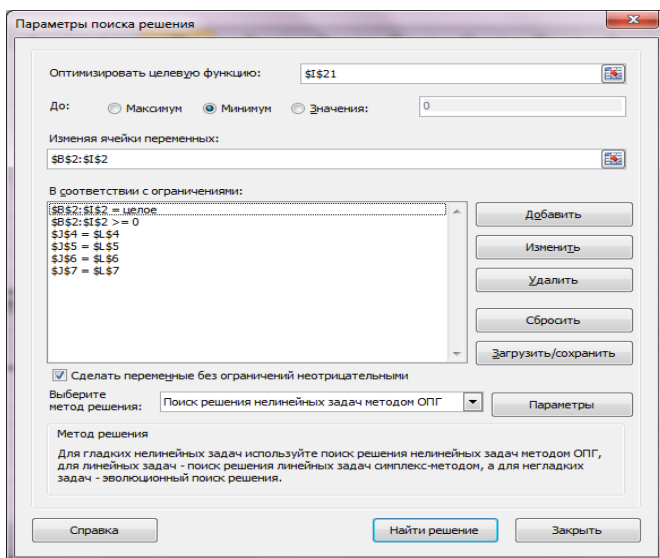 Параметры поиска решения
Оптимизировать целевую функцию: $I$21
До: Максимум Минимум Значения: 0
Изменяя ячейки переменных:
$B$2:$I$2
В соответствии с ограничениями:
$B$2:$I$2 = целое
$B$2:$I$2 >= 0
$J$4 = $L$4
$J$5 = $L$5
$J$6 = $L$6
$J$7 = $L$7
Добавить
Изменить
Удалить
Сбросить
Загрузить/сохранить
Сделать переменные без ограничений неотрицательными
Выберите
метод решения: Поиск решения нелинейных задач методом ОПГ Параметры
Метод решения
Для гладких нелинейных задач используйте поиск решения нелинейных задач методом ОПГ,
для линейных задач - поиск решения линейных задач симплекс-методом, а для негладких
задач - эволюционный поиск решения.
Справка Найти решение Закрыть